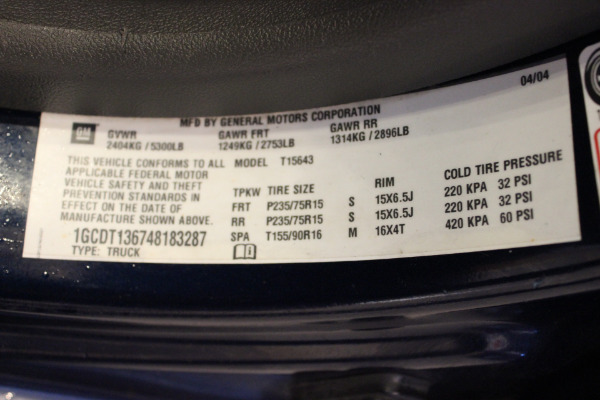 04/04
MFD BY GENERAL MOTORS CORPORATION
GM
GVWR GAWR FRT GAWR RR
2404KG / 5300LB 1249KG / 2753LB 1314KG / 2896LB
THIS VEHICLE CONFORMS TO ALL
APPLICABLE FEDERAL MOTOR
VEHICLE SAFETY AND THEFT
PREVENTION STANDARDS IN
EFFECT ON THE DATE OF
MANUFACTURE SHOWN ABOVE.
1GCDT136748183287
TYPE: TRUCK
MODEL T15643
TPKW TIRE SIZE RIM COLD TIRE PRESSURE
FRT P235/75R15 S 15X6.5J 220 KPA 32 PSI
RR P235/75R15 S 15X6.5J 220 KPA 32 PSI
SPA T155/90R16 M 16X4T 420 KPA 60 PSI